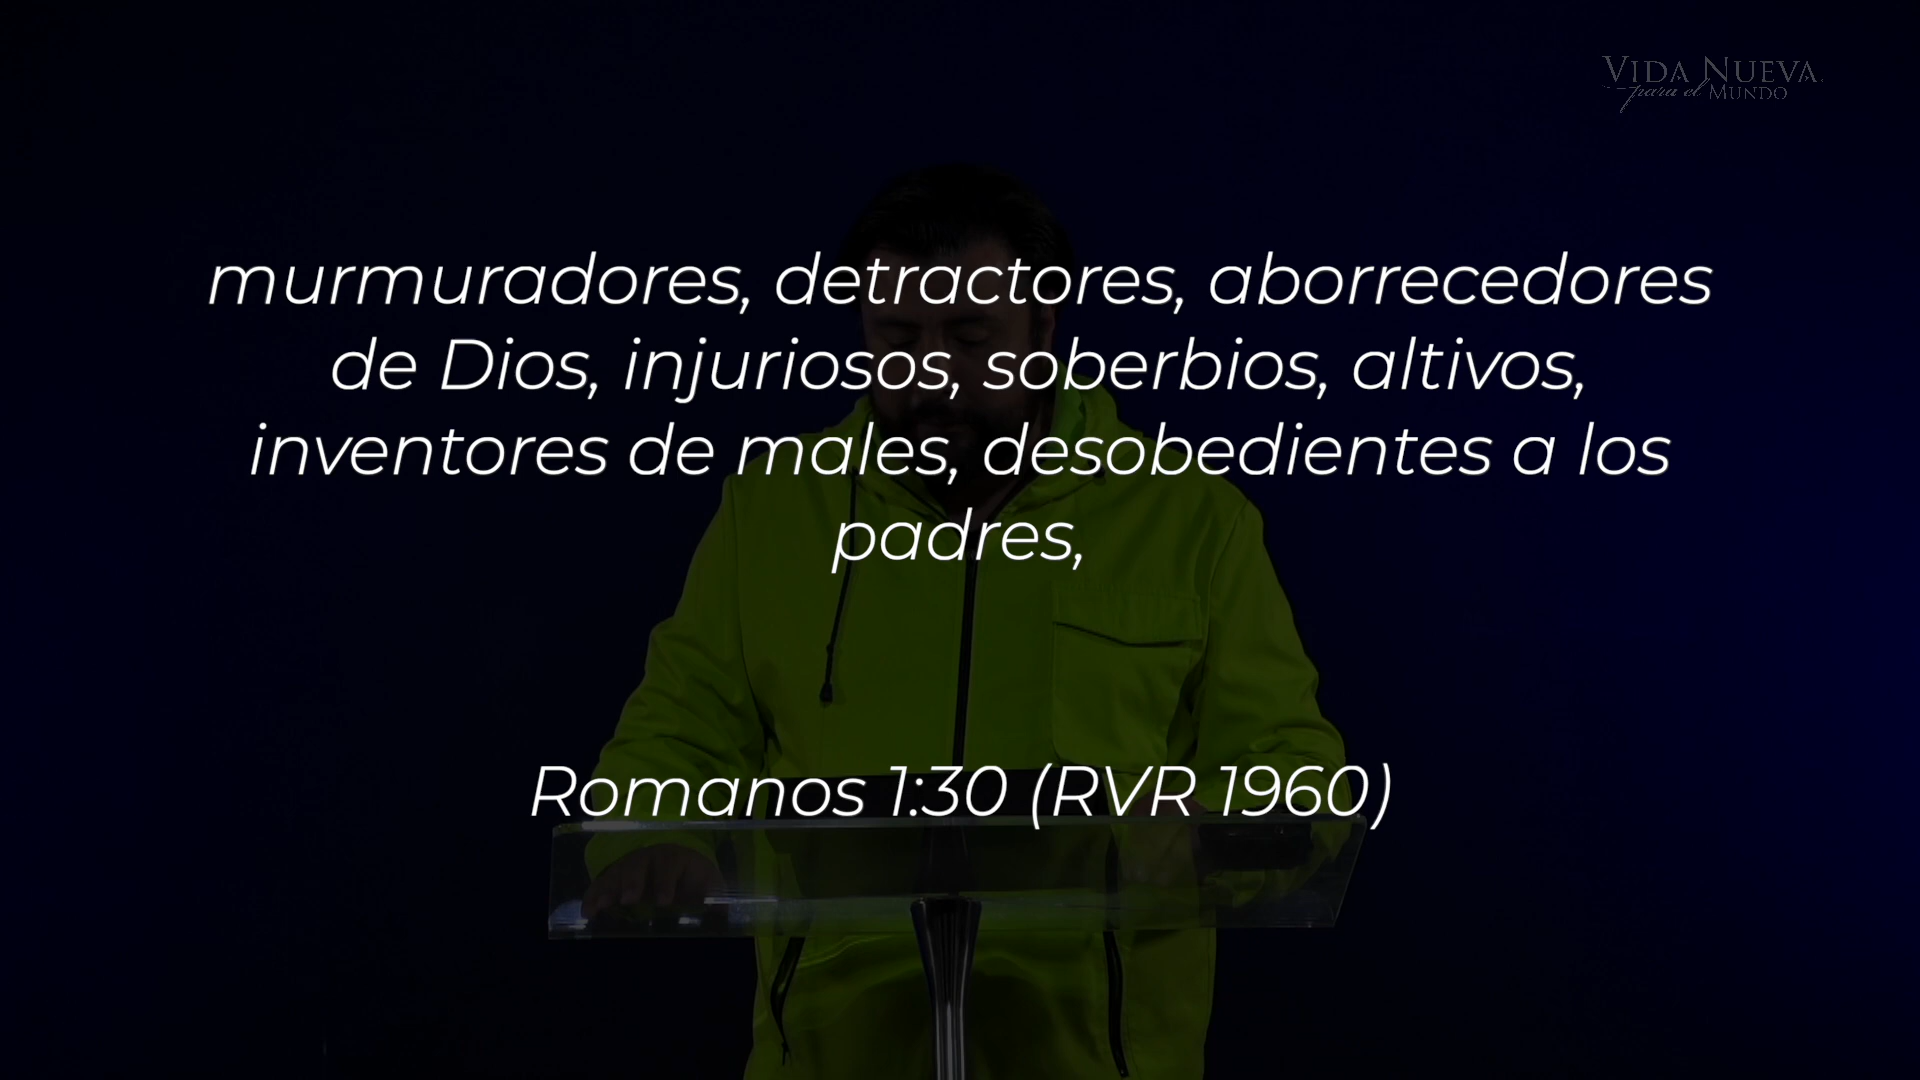 VIDA NUEVA
para el MUNDO
murmuradores, detractores, aborrecedores
de Dios, injuriosos, soberbios, altivos,
inventores de males, desobedientes a los
padres,
Romanos 1:30 (RVR 1960)